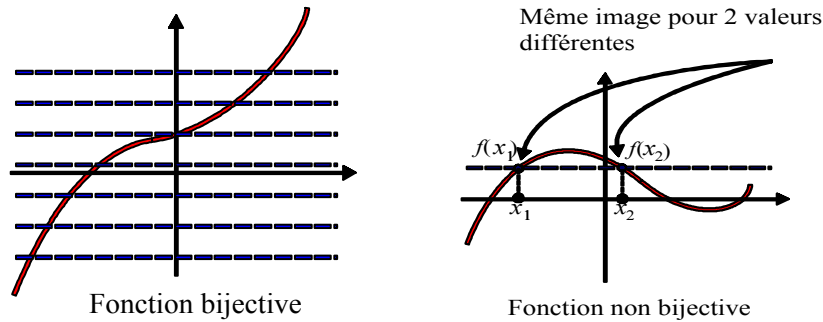 Même image pour 2 valeurs
différentes
f(x₁)
f(x₂)
x₁
x₂
Fonction bijective
Fonction non bijective